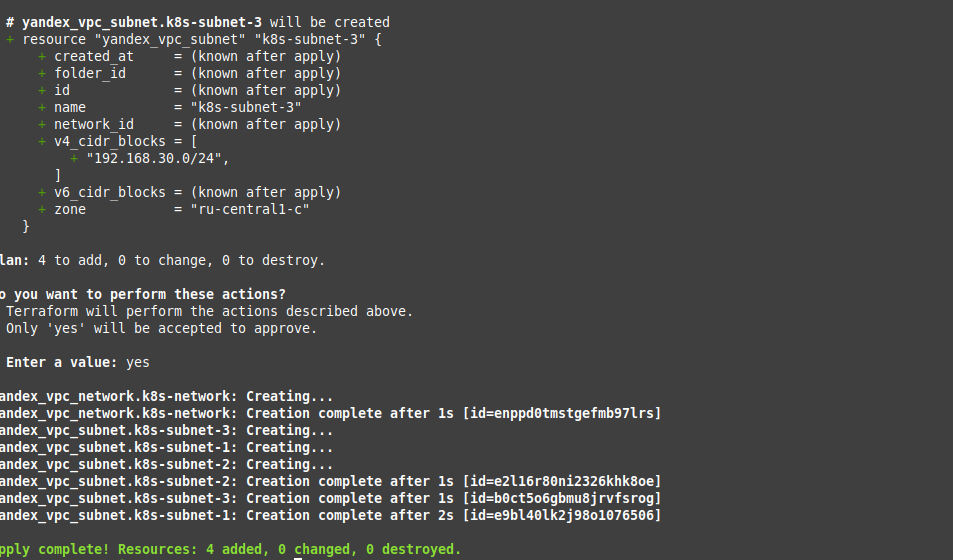 # yandex_vpc_subnet.k8s-subnet-3 will be created
+ resource "yandex_vpc_subnet" "k8s-subnet-3" {
+ created_at = (known after apply)
+ folder_id = (known after apply)
+ id = (known after apply)
+ name = "k8s-subnet-3"
+ network_id = (known after apply)
+ v4_cidr_blocks = [
+ "192.168.30.0/24",
]
+ v6_cidr_blocks = (known after apply)
+ zone = "ru-central1-c"
}
lan: 4 to add, 0 to change, 0 to destroy.
o you want to perform these actions?
Terraform will perform the actions described above.
Only 'yes' will be accepted to approve.
Enter a value: yes
andex_vpc_network.k8s-network: Creating...
andex_vpc_network.k8s-network: Creation complete after 1s [id=enppd0tmstgefmb97lrs]
andex_vpc_subnet.k8s-subnet-3: Creating...
andex_vpc_subnet.k8s-subnet-1: Creating...
andex_vpc_subnet.k8s-subnet-2: Creating...
andex_vpc_subnet.k8s-subnet-2: Creation complete after 1s [id=e2l16r80ni2326khk8oe]
andex_vpc_subnet.k8s-subnet-3: Creation complete after 1s [id=b0ct5o6gbmu8jrvfsrog]
andex_vpc_subnet.k8s-subnet-1: Creation complete after 2s [id=e9bl40lk2j98o1076506]
pply complete! Resources: 4 added, 0 changed, 0 destroyed.